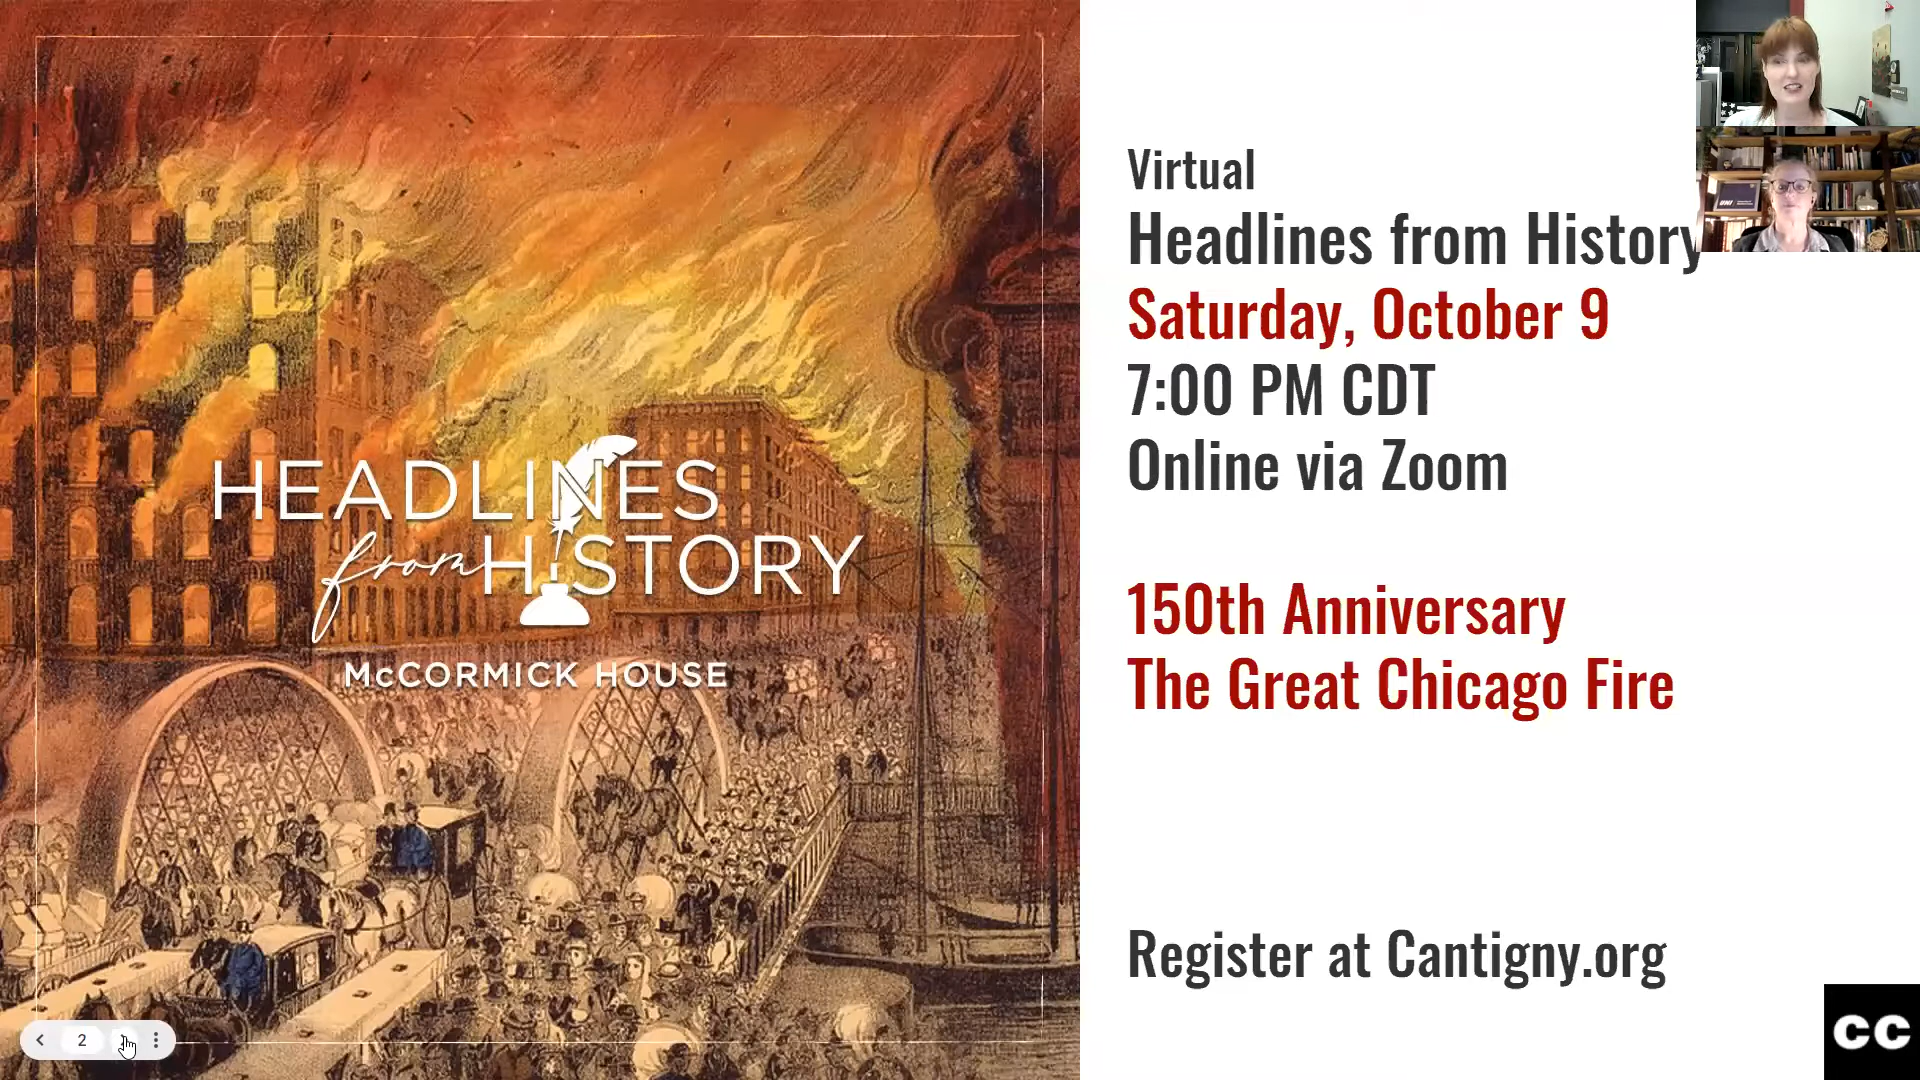 HEADLINES
from HISTORY
McCORMICK HOUSE
Virtual
Headlines from History
Saturday, October 9
7:00 PM CDT
Online via Zoom
150th Anniversary
The Great Chicago Fire
Register at Cantigny.org
2
CC
UNI